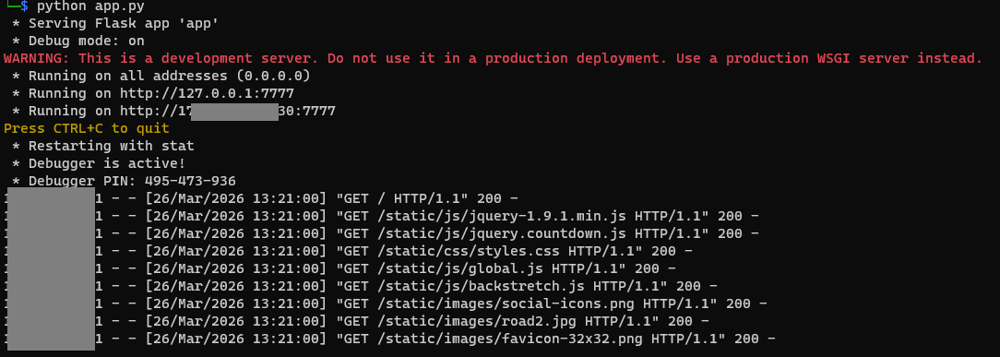 └─$ python app.py
* Serving Flask app 'app'
* Debug mode: on
WARNING: This is a development server. Do not use it in a production deployment. Use a production WSGI server instead.
* Running on all addresses (0.0.0.0)
* Running on http://127.0.0.1:7777
* Running on http://17 30:7777
Press CTRL+C to quit
* Restarting with stat
* Debugger is active!
* Debugger PIN: 495-473-936
1 1 - - [26/Mar/2026 13:21:00] "GET / HTTP/1.1" 200 -
1 1 - - [26/Mar/2026 13:21:00] "GET /static/js/jquery-1.9.1.min.js HTTP/1.1" 200 -
1 1 - - [26/Mar/2026 13:21:00] "GET /static/js/jquery.countdown.js HTTP/1.1" 200 -
1 1 - - [26/Mar/2026 13:21:00] "GET /static/css/styles.css HTTP/1.1" 200 -
1 1 - - [26/Mar/2026 13:21:00] "GET /static/js/global.js HTTP/1.1" 200 -
1 1 - - [26/Mar/2026 13:21:00] "GET /static/js/backstretch.js HTTP/1.1" 200 -
1 1 - - [26/Mar/2026 13:21:00] "GET /static/images/social-icons.png HTTP/1.1" 200 -
1 1 - - [26/Mar/2026 13:21:00] "GET /static/images/road2.jpg HTTP/1.1" 200 -
1 1 - - [26/Mar/2026 13:21:00] "GET /static/images/favicon-32x32.png HTTP/1.1" 200 -